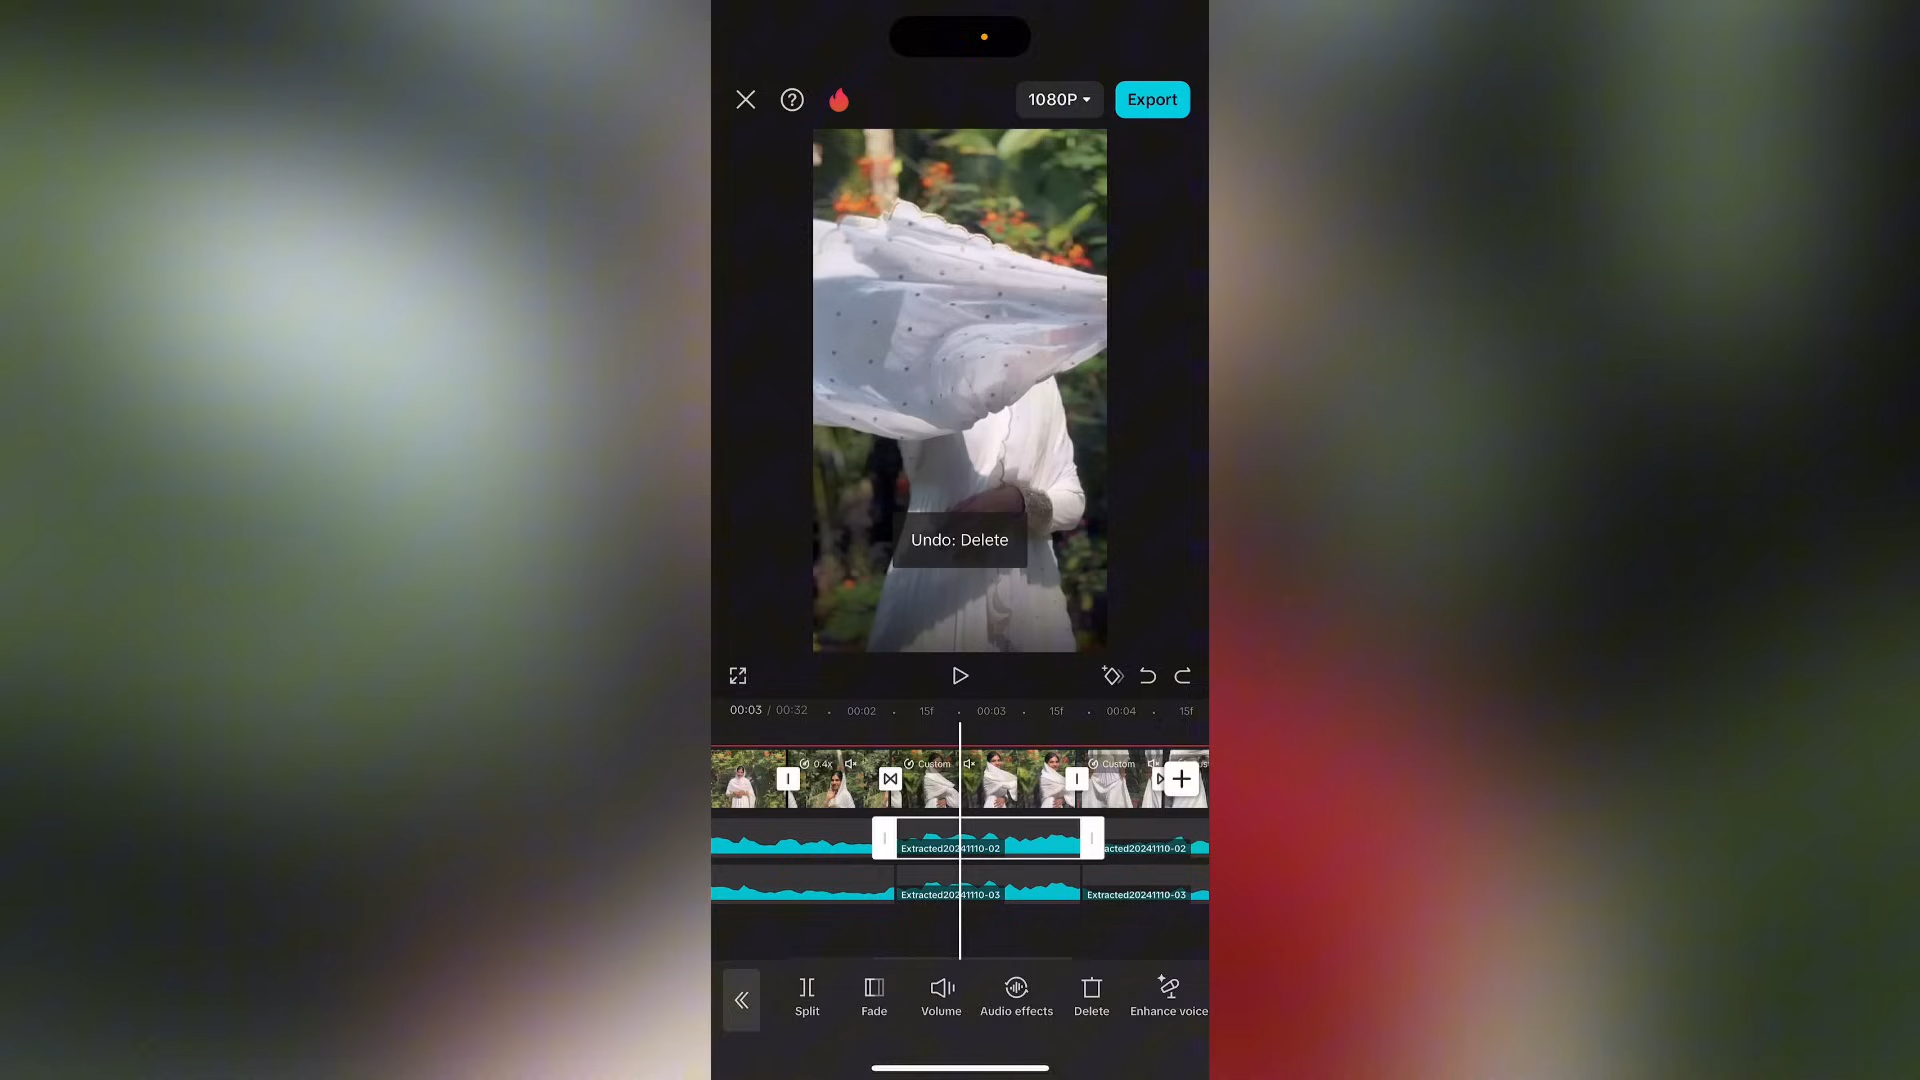 1080P
Export
Undo: Delete
00:03 / 00:32
00:02
15f
00:03
15f
00:04
15f
0.4x
Custom
Custom
Extracted20241110-02
acted20241110-02
Extracted20241110-03
Extracted20241110-03
Split
Fade
Volume
Audio effects
Delete
Enhance voice